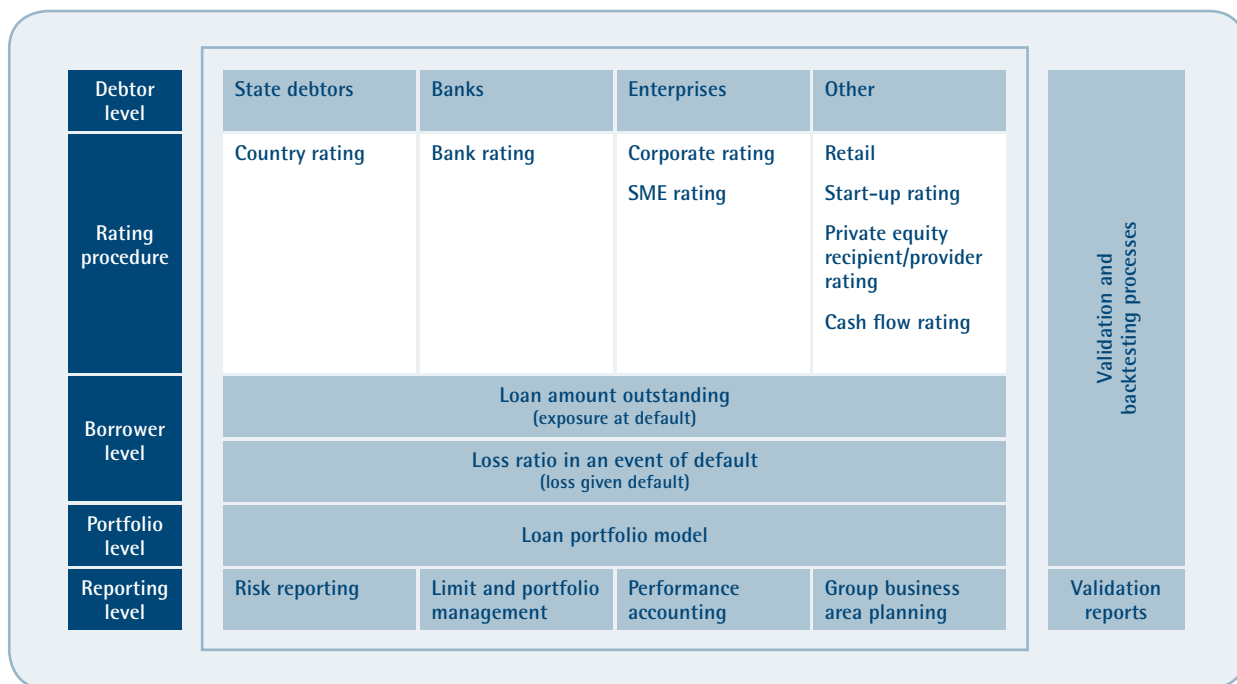 Debtor
level
State debtors
Banks
Enterprises
Other
Rating
procedure
Country rating
Bank rating
Corporate rating
SME rating
Retail
Start-up rating
Private equity
recipient/provider
rating
Cash flow rating
Borrower
level
Loan amount outstanding
(exposure at default)
Loss ratio in an event of default
(loss given default)
Portfolio
level
Loan portfolio model
Reporting
level
Risk reporting
Limit and portfolio
management
Performance
accounting
Group business
area planning
Validation and
backtesting processes
Validation
reports